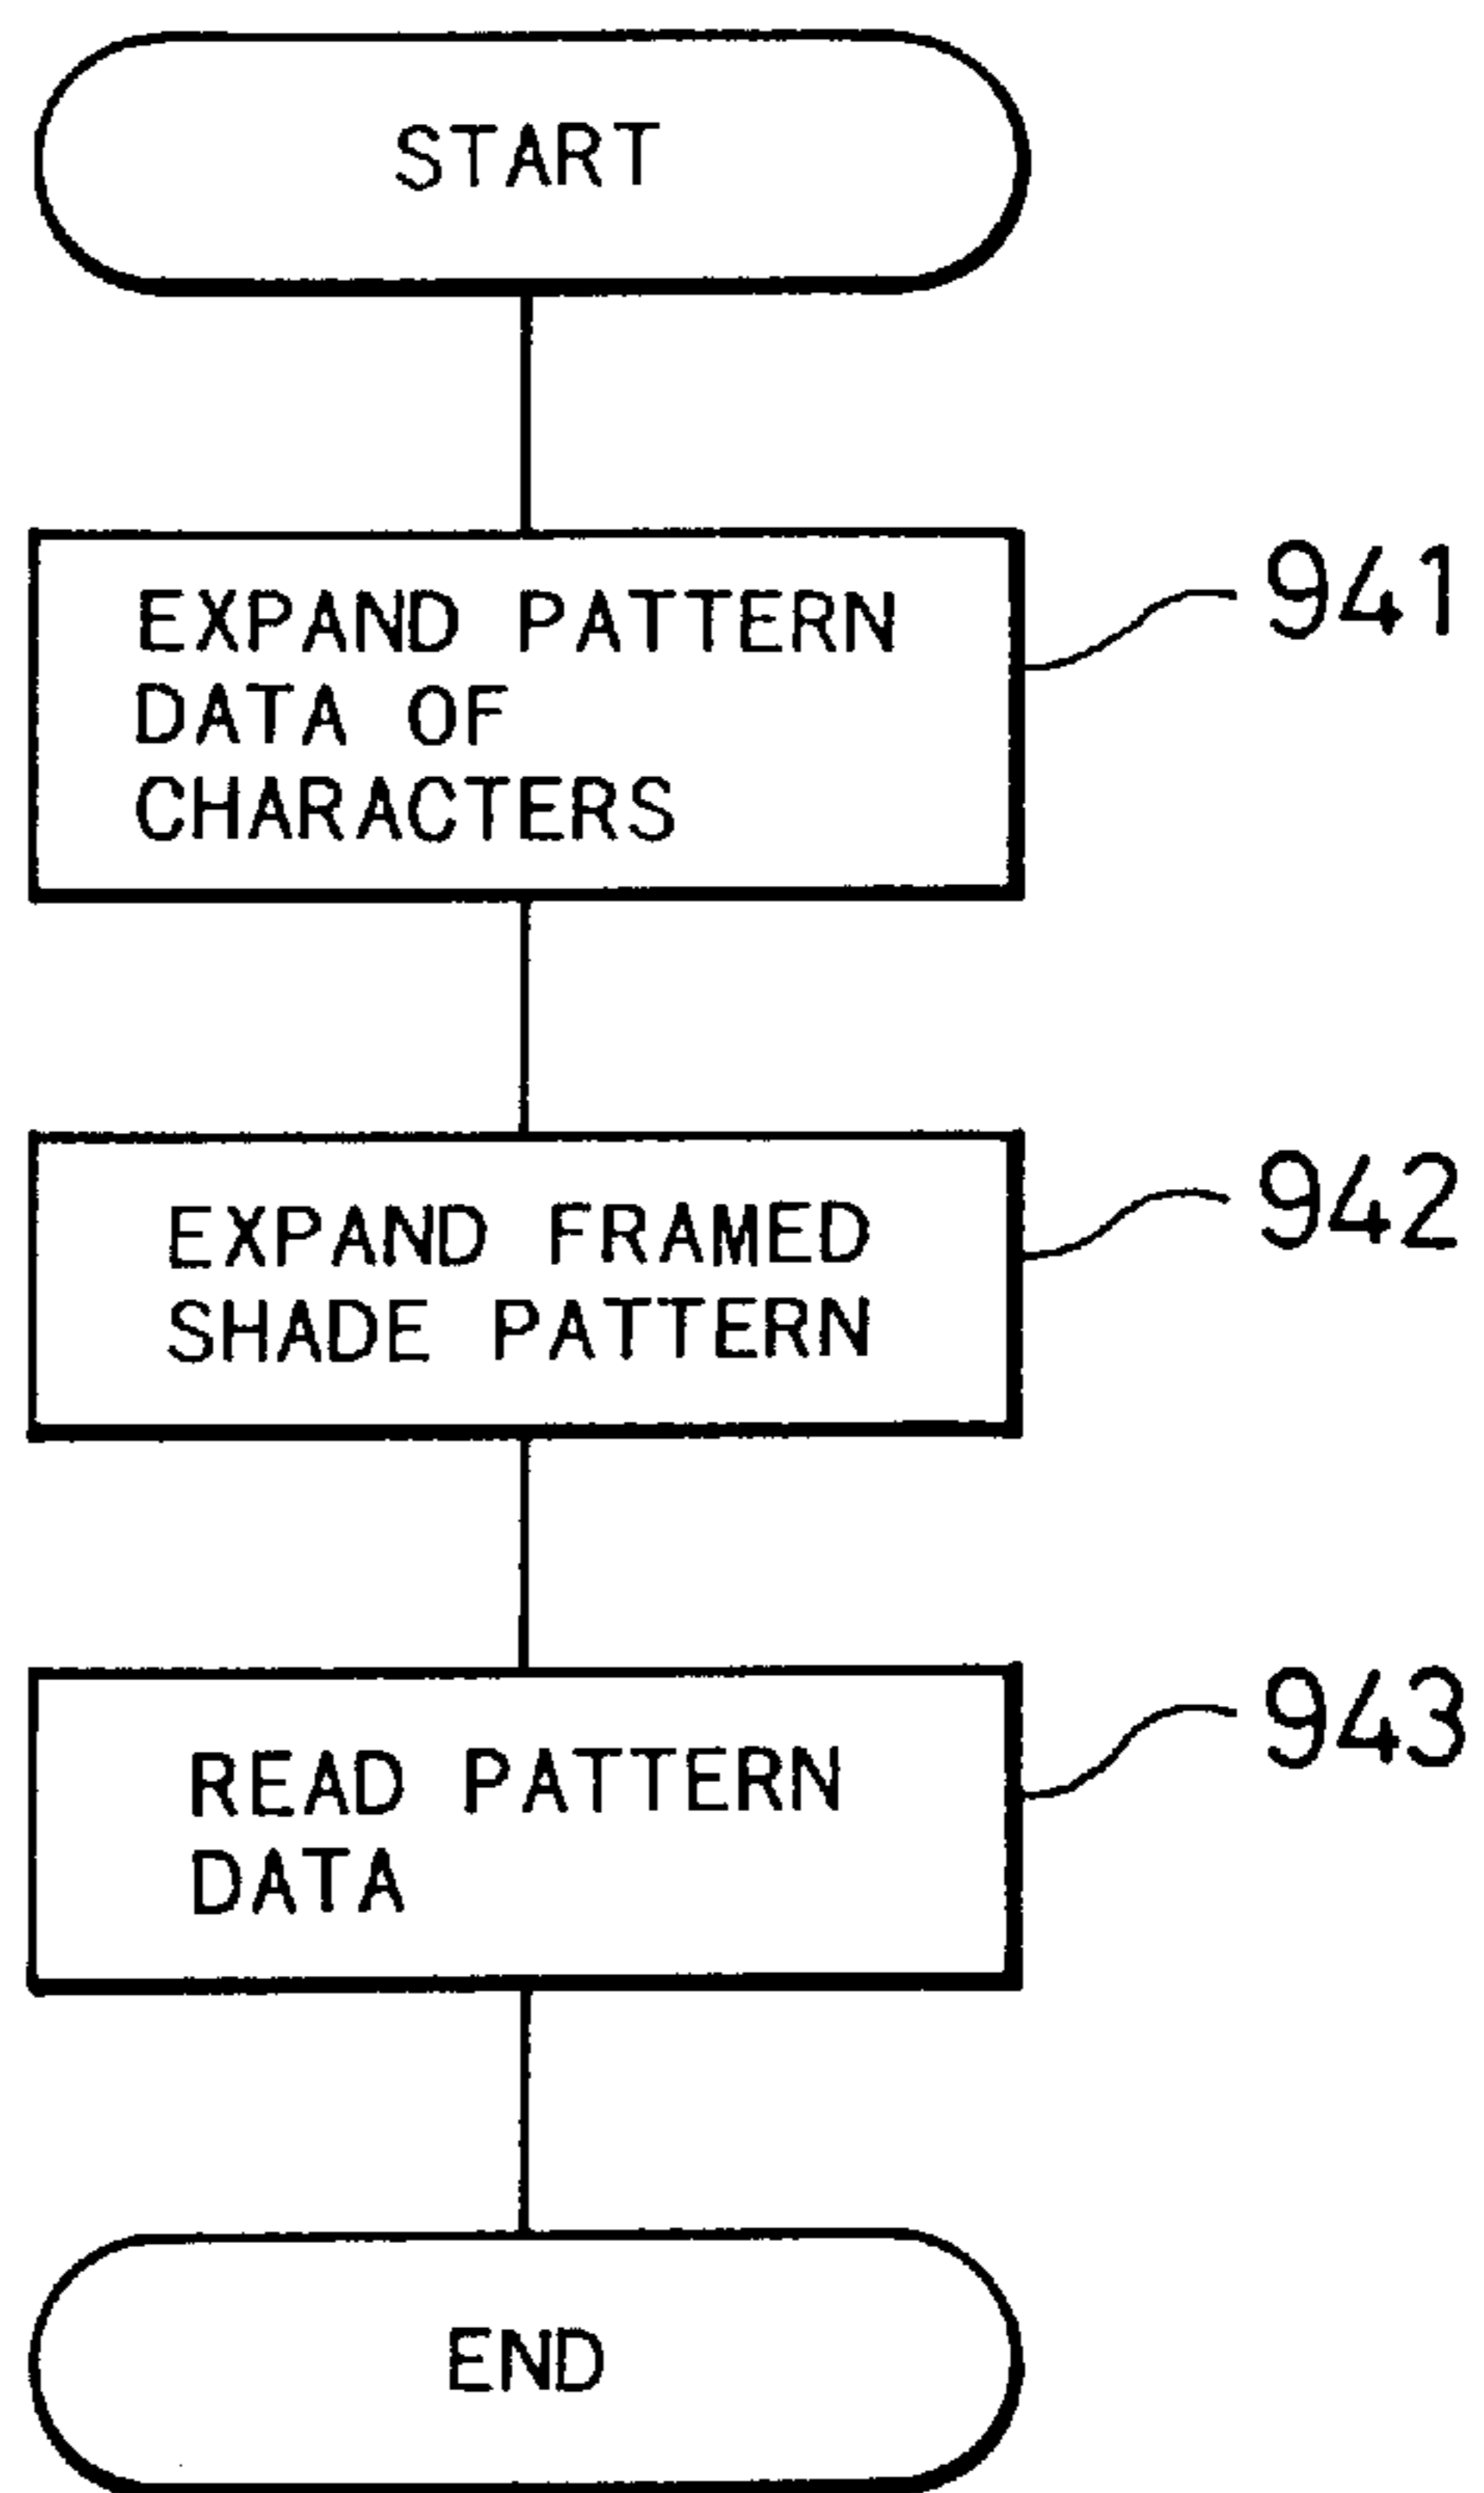 START
EXPAND PATTERN
DATA OF
CHARACTERS
941
EXPAND FRAMED
SHADE PATTERN
942
READ PATTERN
DATA
943
END